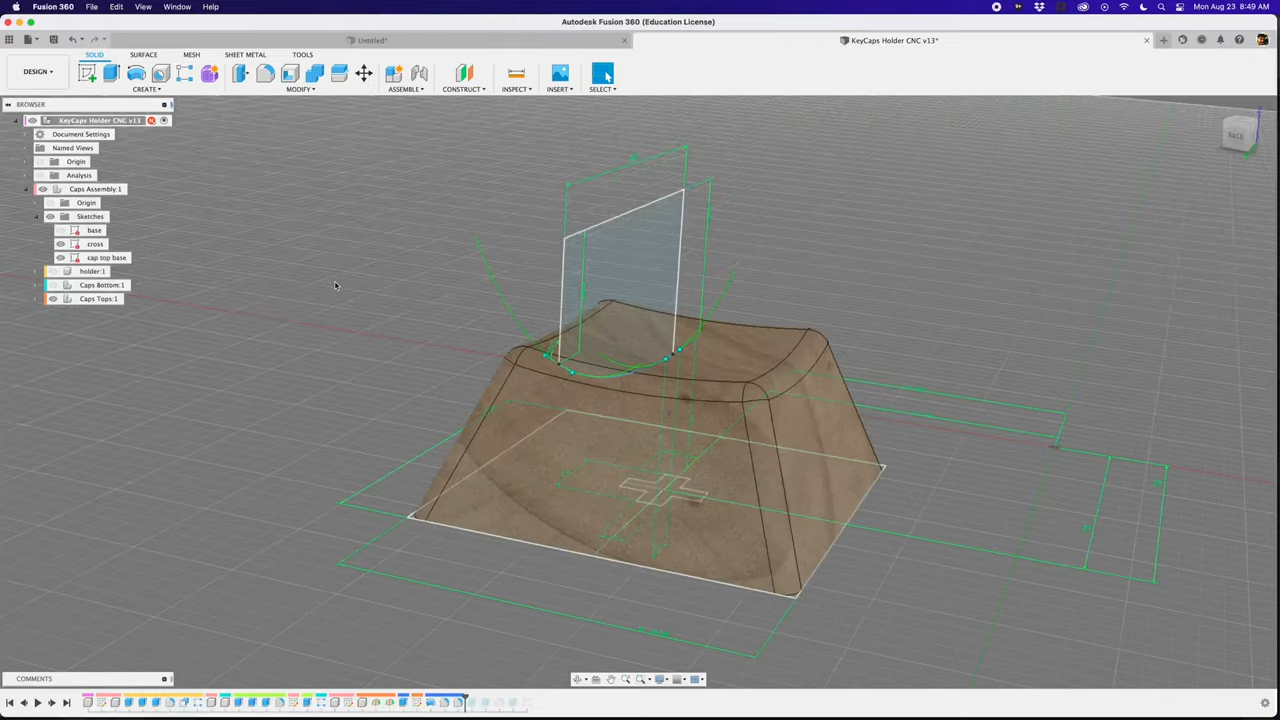 Fusion 360 File Edit View Window Help
Mon Aug 23 8:49 AM
Autodesk Fusion 360 (Education License)
Untitled*
KeyCaps Holder CNC v13*
SOLID SURFACE MESH SHEET METAL TOOLS
DESIGN
CREATE MODIFY ASSEMBLE CONSTRUCT INSPECT INSERT SELECT
BROWSER
KeyCaps Holder CNC v13
Document Settings
Named Views
Origin
Analysis
Caps Assembly:1
Origin
Sketches
base
cross
cap top base
holder:1
Caps Bottom:1
Caps Tops:1
BACK
COMMENTS